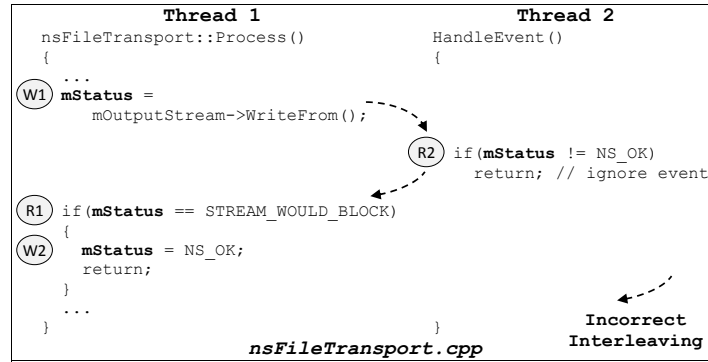 Thread 1 Thread 2
nsFileTransport::Process() HandleEvent()
{ {
...
W1 mStatus =
mOutputStream->WriteFrom();
R2 if(mStatus != NS_OK)
return; // ignore event
R1 if(mStatus == STREAM_WOULD_BLOCK)
{
W2 mStatus = NS_OK;
return;
}
...
} }
Incorrect
Interleaving
nsFileTransport.cpp